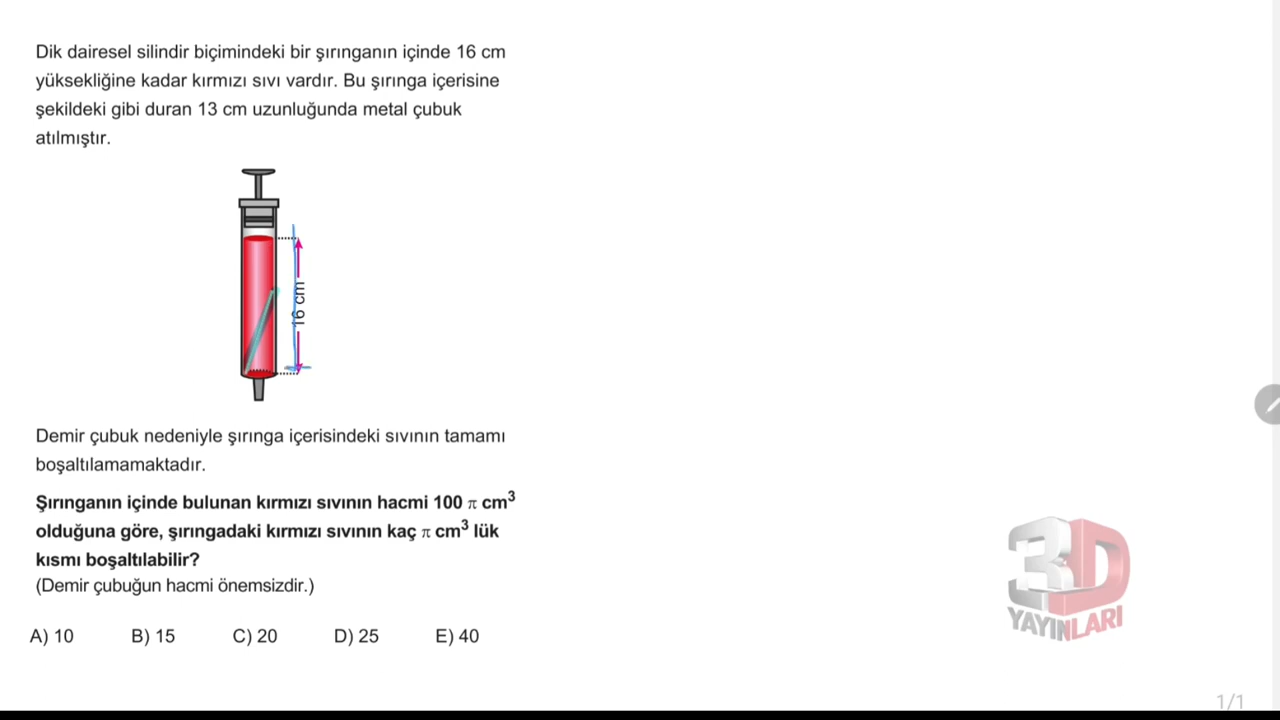 Dik dairesel silindir biçimindeki bir şırınganın içinde 16 cm
yüksekliğine kadar kırmızı sıvı vardır. Bu şırınga içerisine
şekildeki gibi duran 13 cm uzunluğunda metal çubuk
atılmıştır.
16 cm
Demir çubuk nedeniyle şırınga içerisindeki sıvının tamamı
boşaltılamamaktadır.
Şırınganın içinde bulunan kırmızı sıvının hacmi 100 π cm³
olduğuna göre, şırıngadaki kırmızı sıvının kaç π cm³ lük
kısmı boşaltılabilir?
(Demir çubuğun hacmi önemsizdir.)
A) 10 B) 15 C) 20 D) 25 E) 40
3D
YAYINLARI
1/1